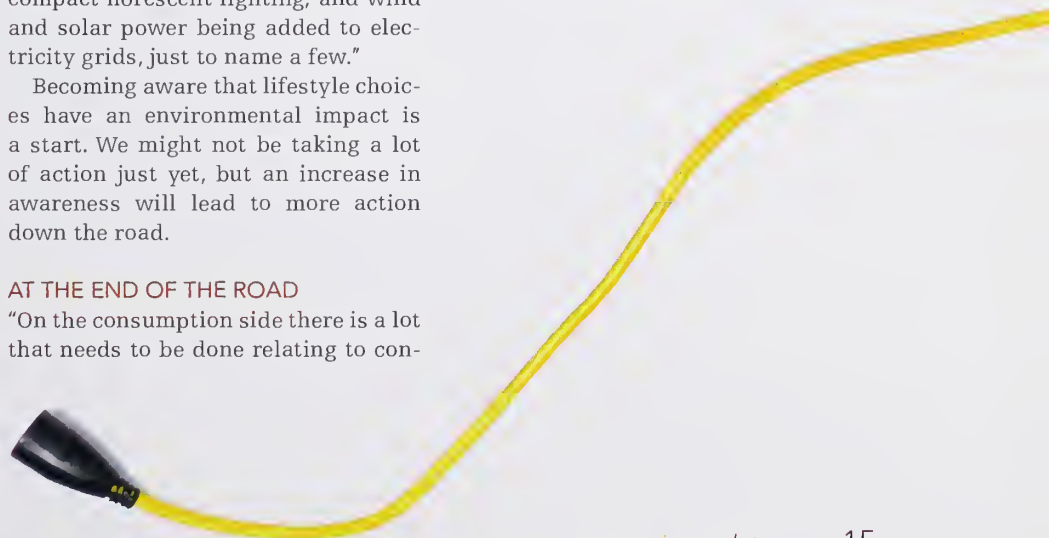 and solar power being added to elec-
tricity grids, just to name a few."
Becoming aware that lifestyle choic-
es have an environmental impact is
a start. We might not be taking a lot
of action just yet, but an increase in
awareness will lead to more action
down the road.
AT THE END OF THE ROAD
"On the consumption side there is a lot
that needs to be done relating to con-